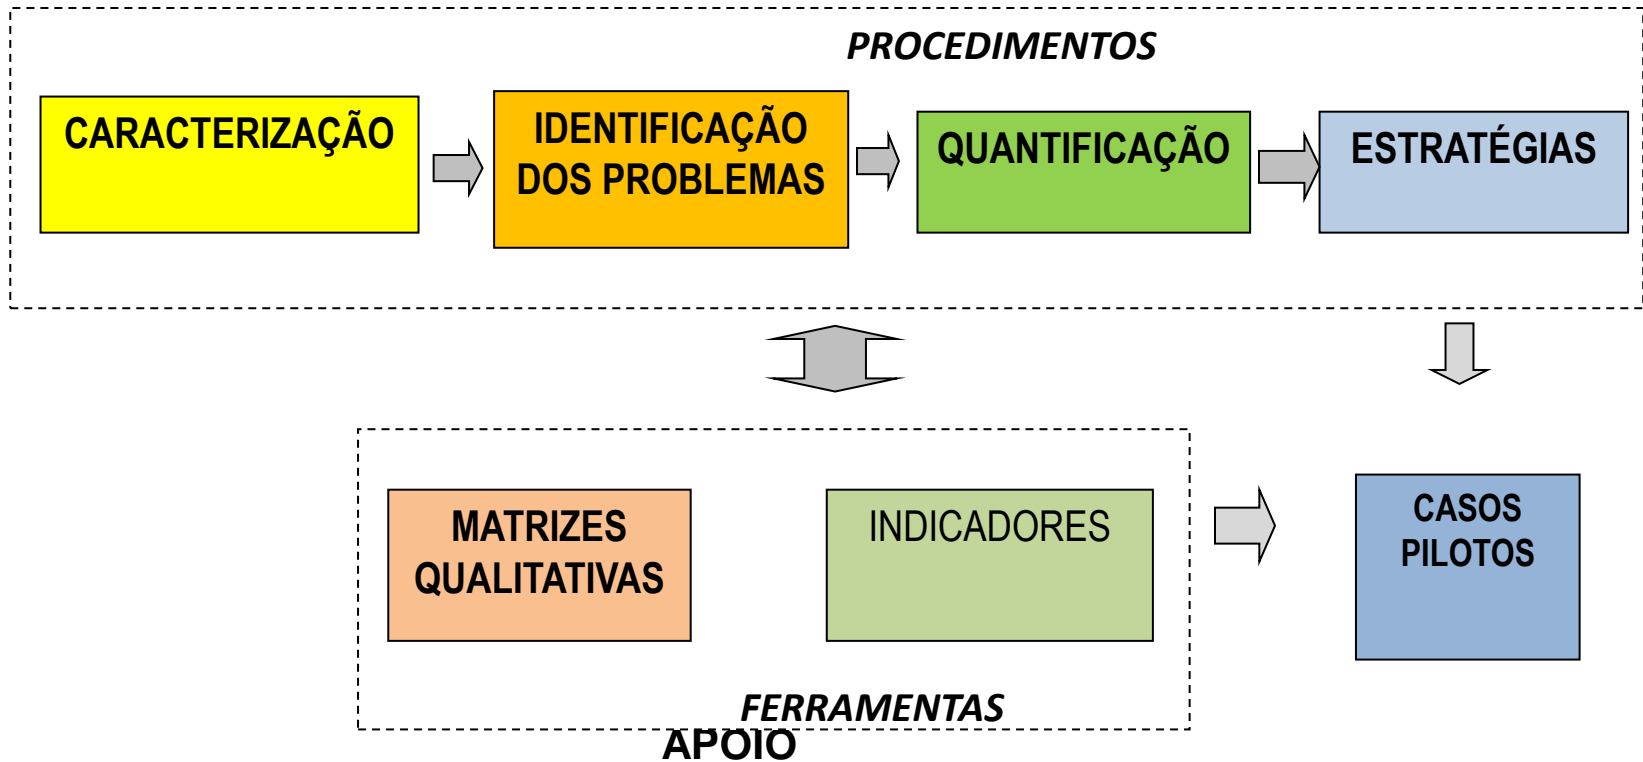 PROCEDIMENTOS
CARACTERIZAÇÃO
IDENTIFICAÇÃO
DOS PROBLEMAS
QUANTIFICAÇÃO
ESTRATÉGIAS
MATRIZES
QUALITATIVAS
INDICADORES
CASOS
PILOTOS
FERRAMENTAS
APOIO